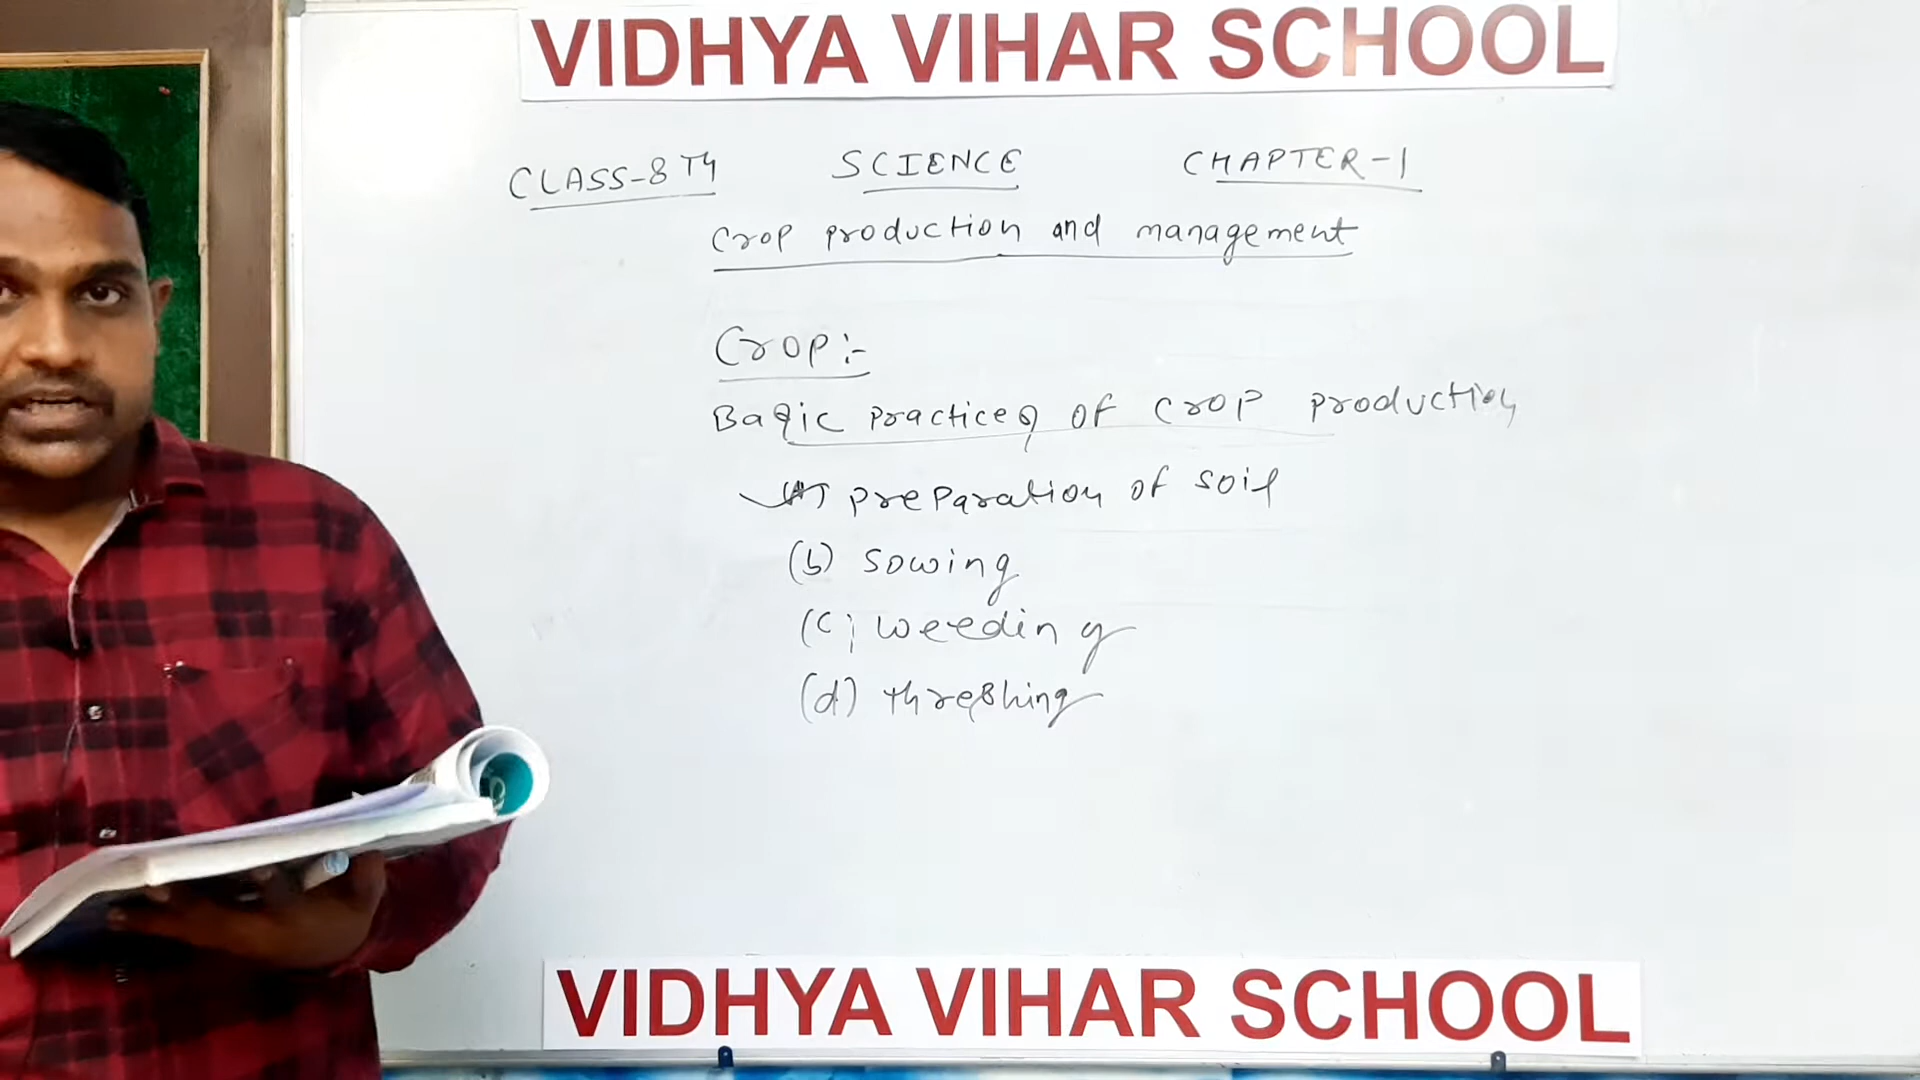 VIDHYA VIHAR SCHOOL
CLASS-8TH SCIENCE CHAPTER-1
Crop production and management
Crop:-
Basic practices of crop production
preparation of soil
(b) sowing
(c) weeding
(d) threshing
VIDHYA VIHAR SCHOOL